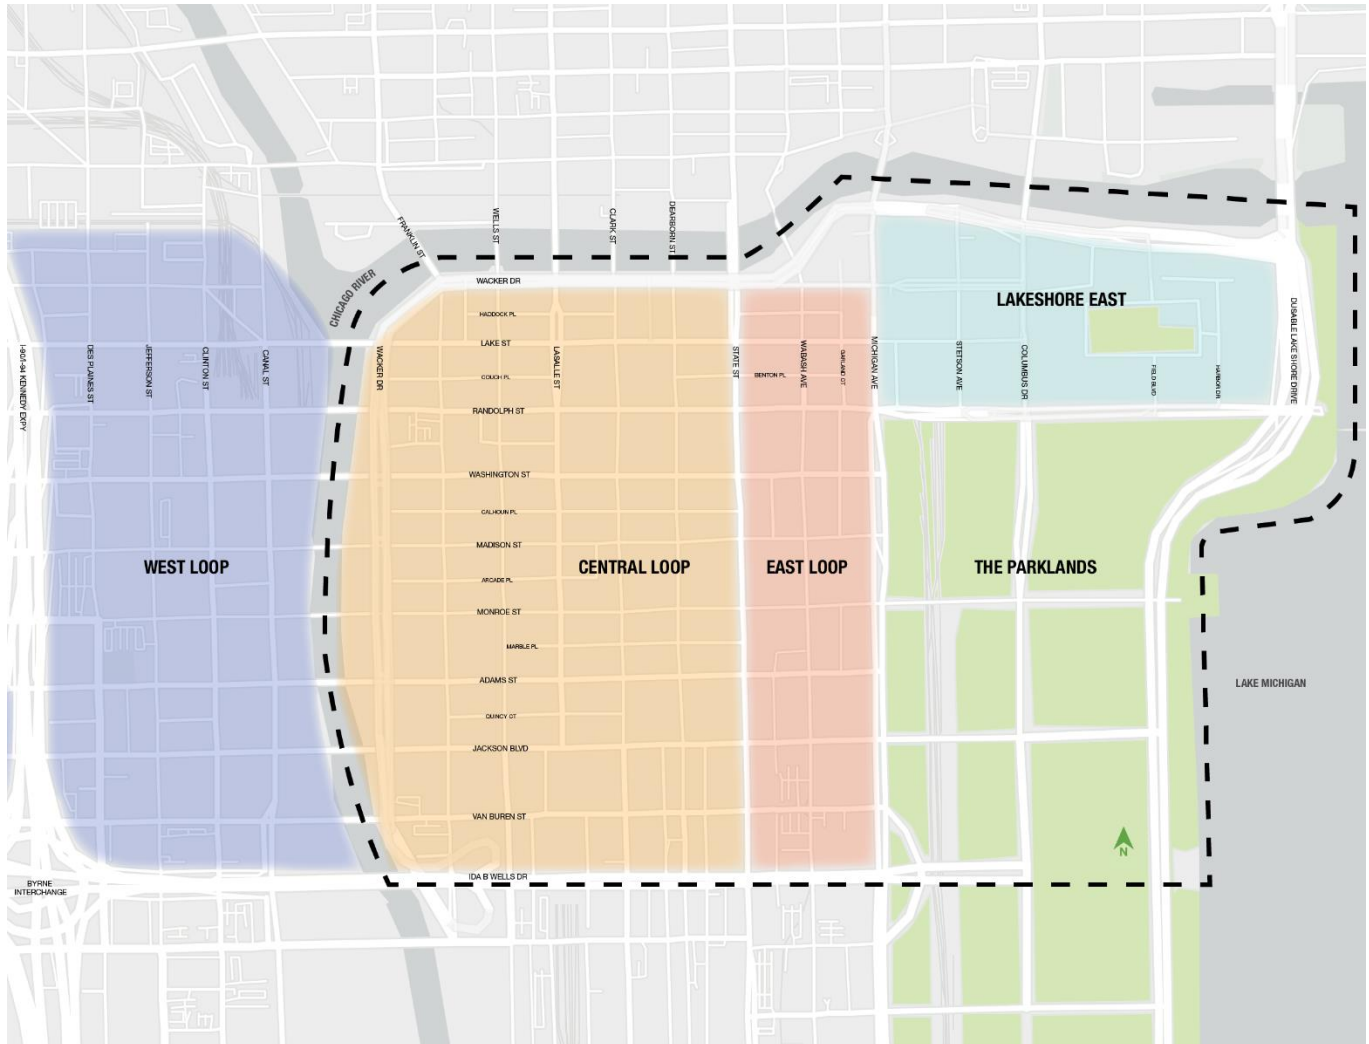 FRANKLIN ST
WELLS ST
CLARK ST
DEARBORN ST
CHICAGO RIVER
WACKER DR
HADDOCK PL
LAKE ST
COUCH PL
RANDOLPH ST
WASHINGTON ST
CALHOUN PL
MADISON ST
ARCADE PL
MONROE ST
MARBLE PL
ADAMS ST
QUINCY CT
JACKSON BLVD
VAN BUREN ST
IDA B WELLS DR
I-90/I-94 KENNEDY EXPY
DES PLAINES ST
JEFFERSON ST
CLINTON ST
CANAL ST
WACKER DR
LASALLE ST
STATE ST
BENTON PL
WABASH AVE
GARLAND CT
MICHIGAN AVE
STETSON AVE
COLUMBUS DR
FIELD BLVD
HARBOR DR
DUSABLE LAKE SHORE DRIVE
LAKESHORE EAST
WEST LOOP
CENTRAL LOOP
EAST LOOP
THE PARKLANDS
LAKE MICHIGAN
N
BYRNE
INTERCHANGE